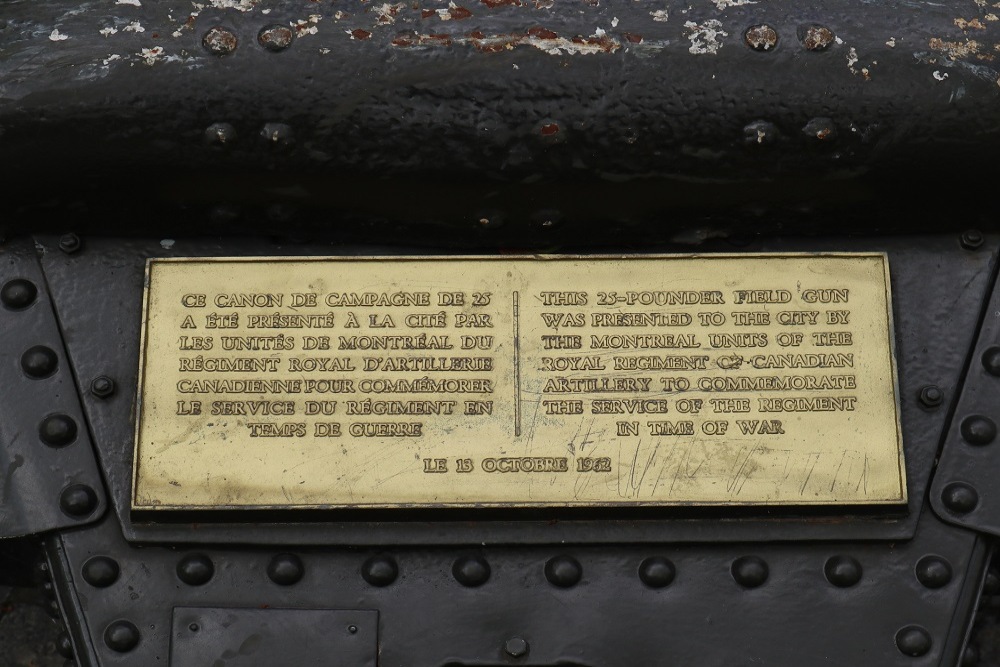 CE CANON DE CAMPAGNE DE 25
A ÉTÉ PRÉSENTÉ À LA CITÉ PAR
LES UNITÉS DE MONTRÉAL DU
RÉGIMENT ROYAL D'ARTILLERIE
CANADIENNE POUR COMMÉMORER
LE SERVICE DU RÉGIMENT EN
TEMPS DE GUERRE
THIS 25-POUNDER FIELD GUN
WAS PRESENTED TO THE CITY BY
THE MONTREAL UNITS OF THE
ROYAL REGIMENT OF CANADIAN
ARTILLERY TO COMMEMORATE
THE SERVICE OF THE REGIMENT
IN TIME OF WAR
LE 13 OCTOBRE 1962